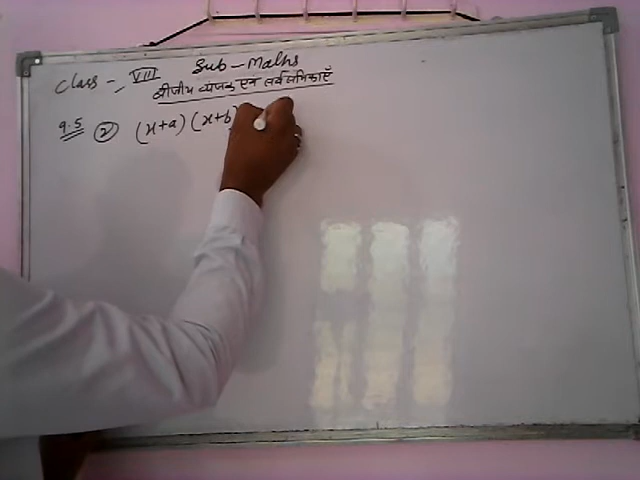 Class - VIII Sub - Maths
बीजीय व्यंजक एवं सर्वसमिकाएँ
9.5 (2) (x+a) (x+b)